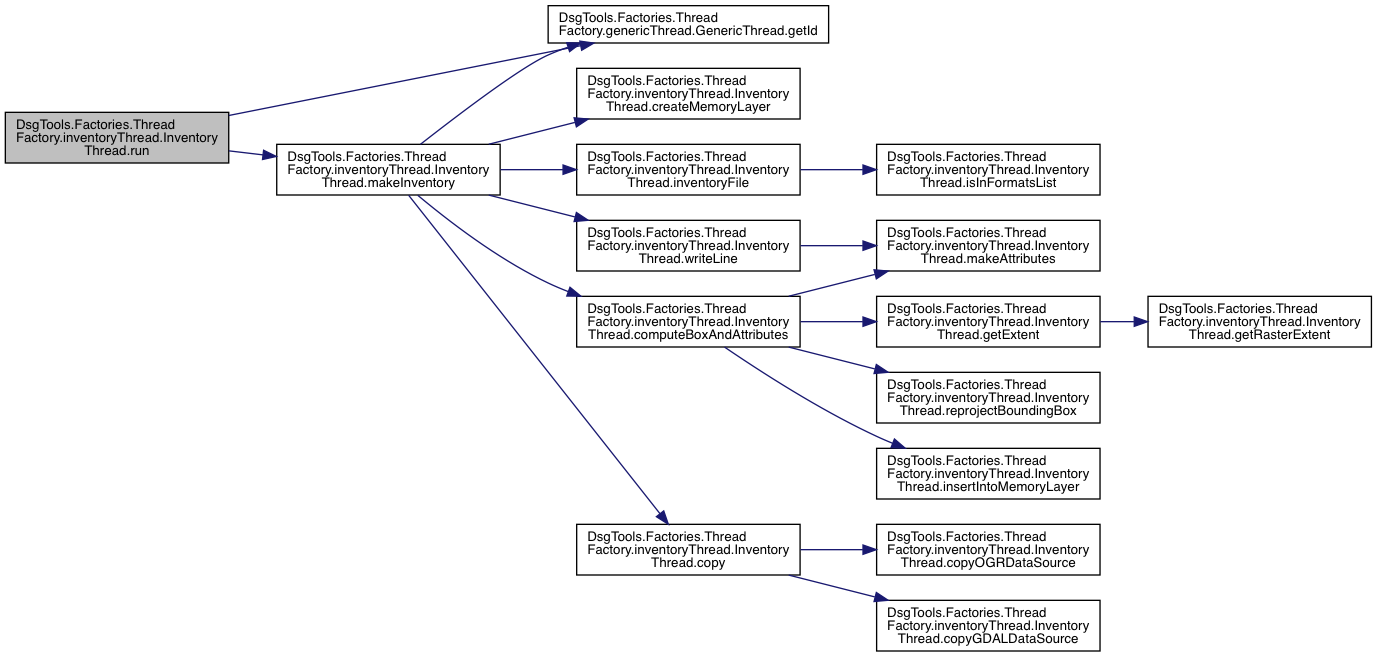 DsgTools.Factories.Thread
Factory.genericThread.GenericThread.getId
DsgTools.Factories.Thread
Factory.inventoryThread.Inventory
Thread.createMemoryLayer
DsgTools.Factories.Thread
Factory.inventoryThread.Inventory
Thread.run
DsgTools.Factories.Thread
Factory.inventoryThread.Inventory
Thread.makeInventory
DsgTools.Factories.Thread
Factory.inventoryThread.Inventory
Thread.inventoryFile
DsgTools.Factories.Thread
Factory.inventoryThread.Inventory
Thread.isInFormatsList
DsgTools.Factories.Thread
Factory.inventoryThread.Inventory
Thread.writeLine
DsgTools.Factories.Thread
Factory.inventoryThread.Inventory
Thread.makeAttributes
DsgTools.Factories.Thread
Factory.inventoryThread.Inventory
Thread.computeBoxAndAttributes
DsgTools.Factories.Thread
Factory.inventoryThread.Inventory
Thread.getExtent
DsgTools.Factories.Thread
Factory.inventoryThread.Inventory
Thread.getRasterExtent
DsgTools.Factories.Thread
Factory.inventoryThread.Inventory
Thread.reprojectBoundingBox
DsgTools.Factories.Thread
Factory.inventoryThread.Inventory
Thread.insertIntoMemoryLayer
DsgTools.Factories.Thread
Factory.inventoryThread.Inventory
Thread.copy
DsgTools.Factories.Thread
Factory.inventoryThread.Inventory
Thread.copyOGRDataSource
DsgTools.Factories.Thread
Factory.inventoryThread.Inventory
Thread.copyGDALDataSource